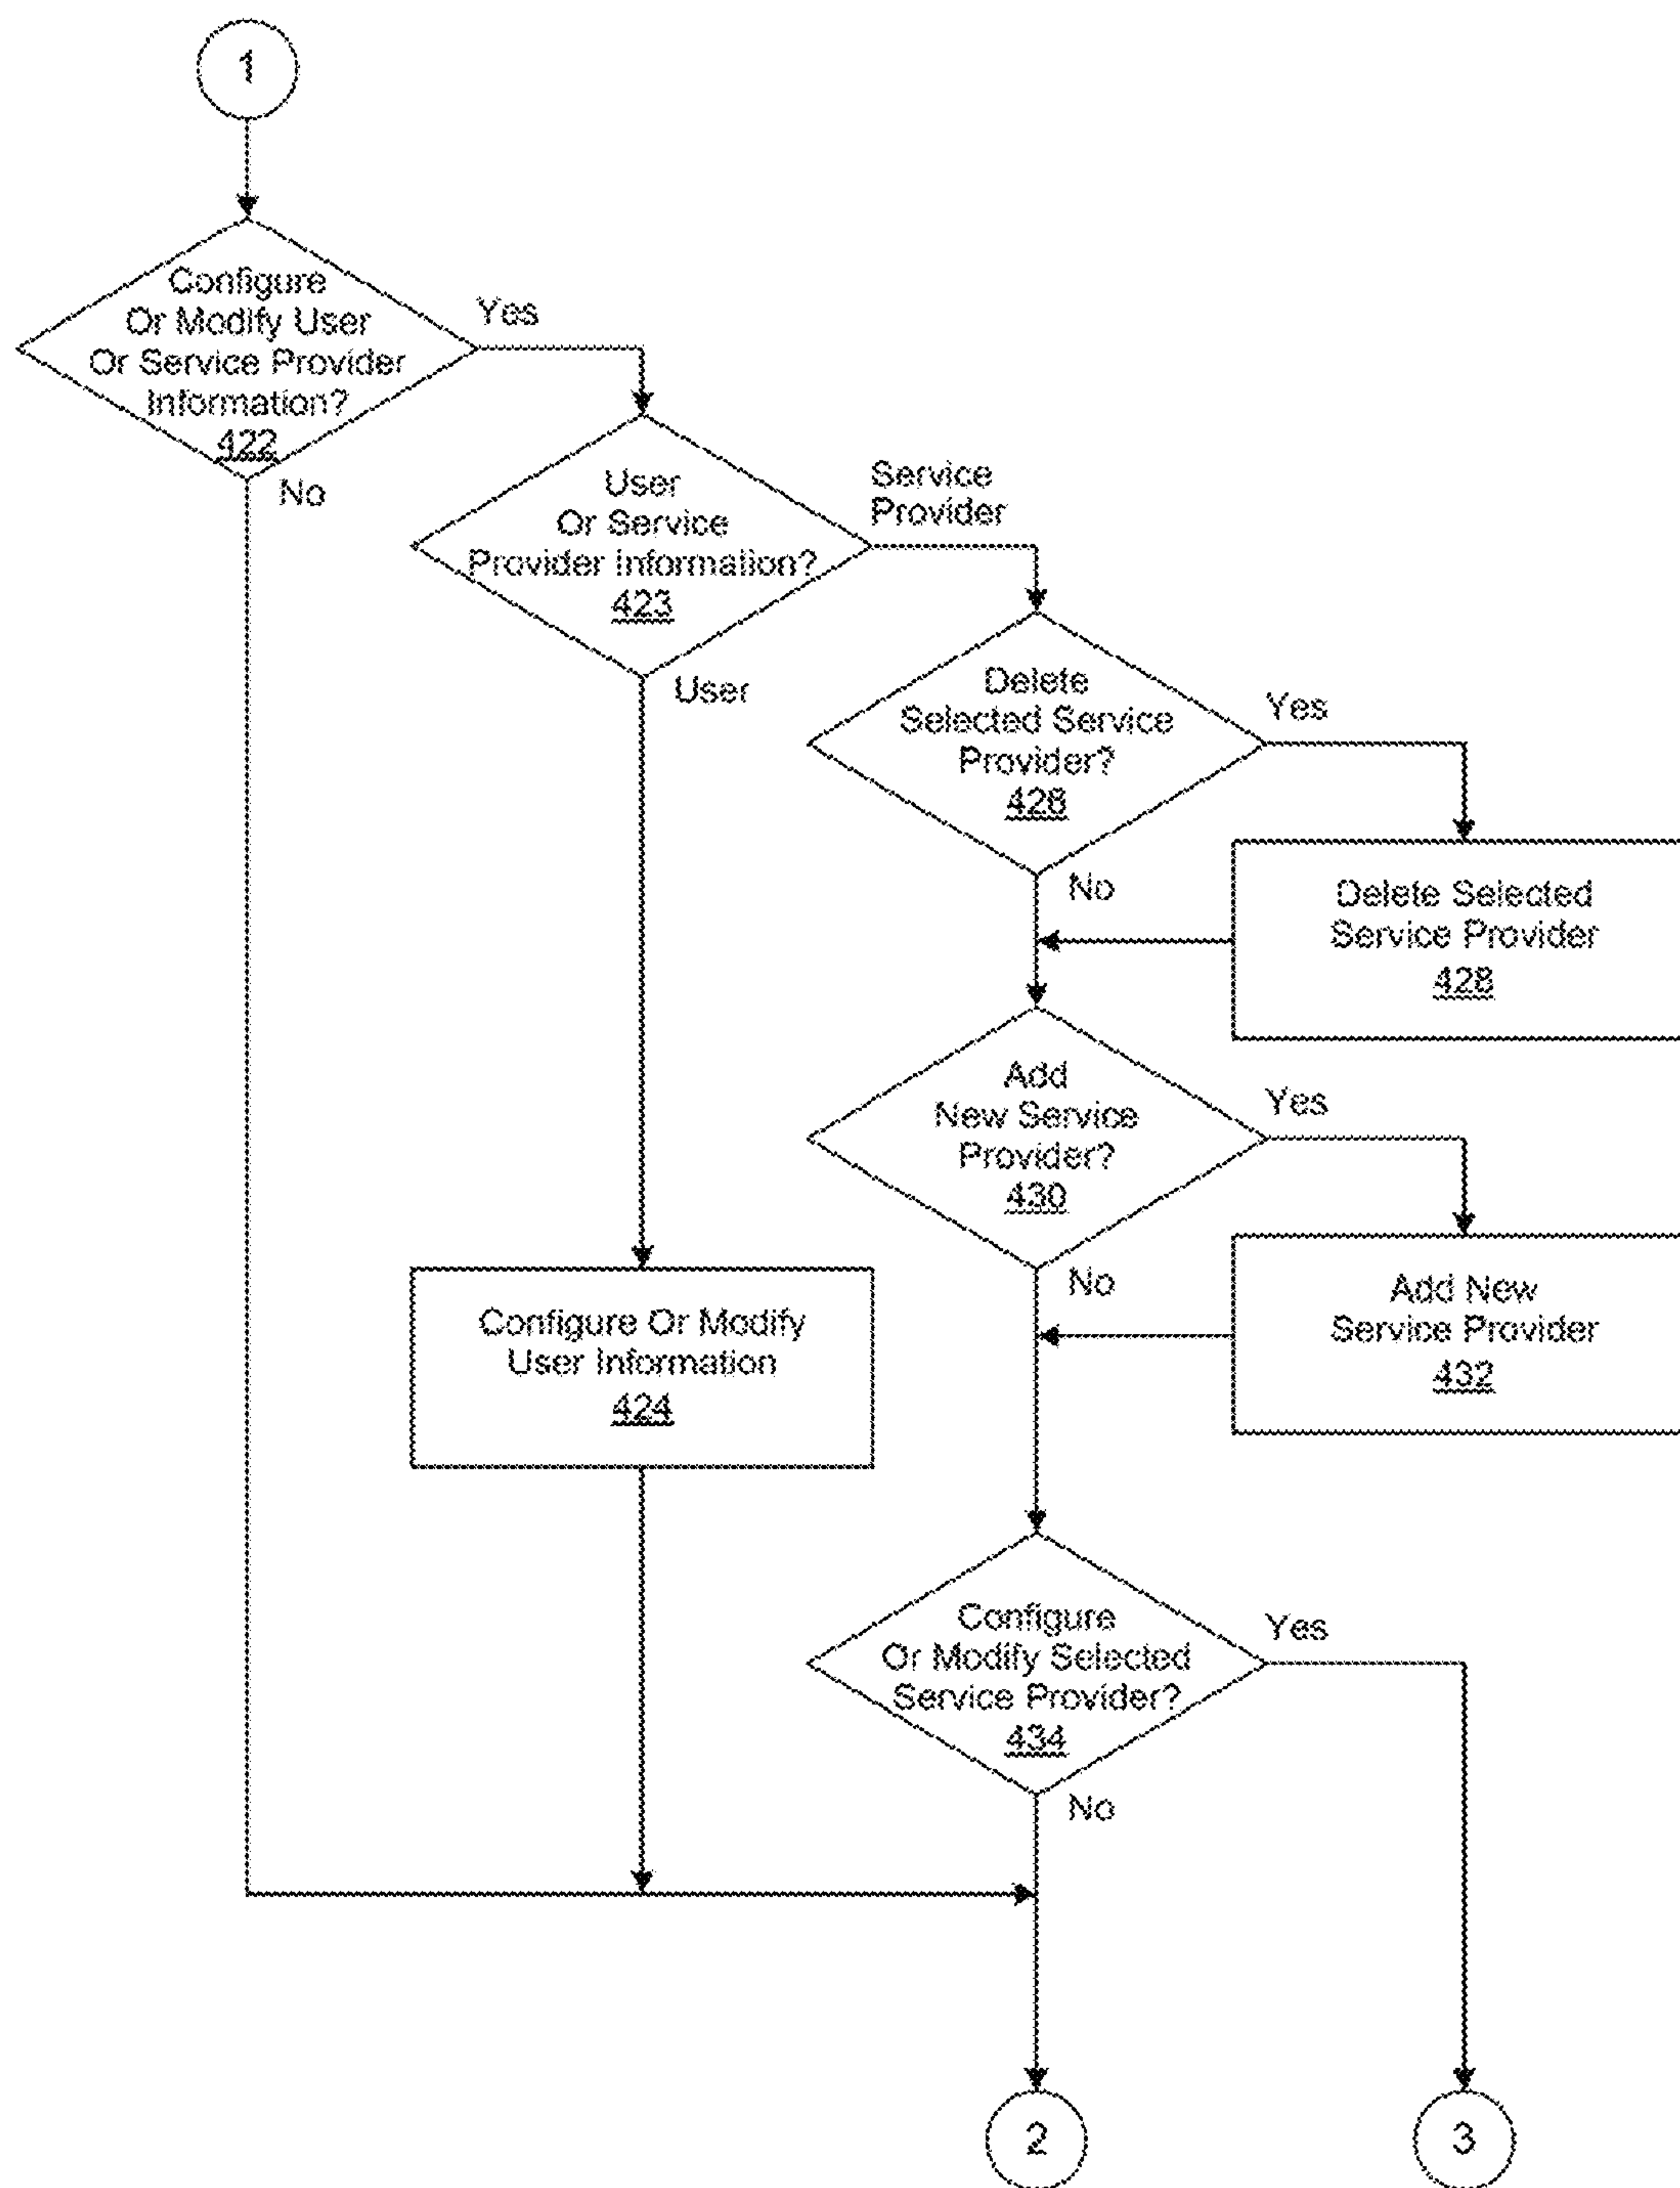 1
Configure
Or Modify User
Or Service Provider
Information?
422
Yes
No
User
Or Service
Provider Information?
423
Service
Provider
User
Delete
Selected Service
Provider?
428
Yes
No
Delete Selected
Service Provider
428
Add
New Service
Provider?
430
Yes
No
Add New
Service Provider
432
Configure Or Modify
User Information
424
Configure
Or Modify Selected
Service Provider?
434
Yes
No
2
3